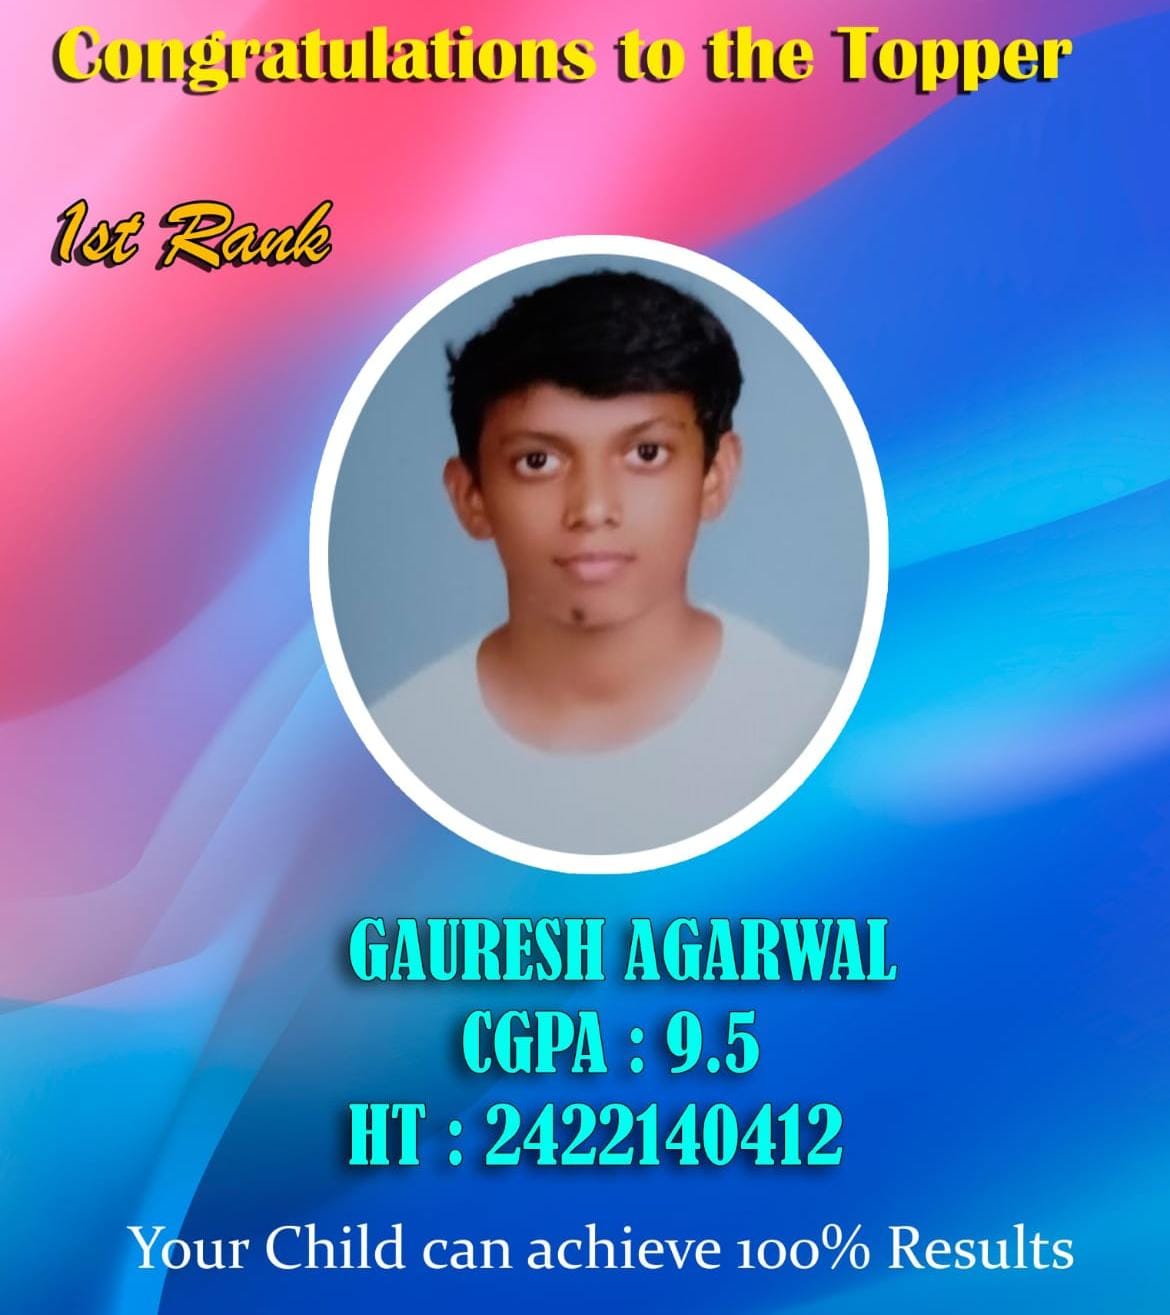 Congratulations to the Topper
1st Rank
GAURESH AGARWAL
CGPA : 9.5
HT : 2422140412
Your Child can achieve 100% Results